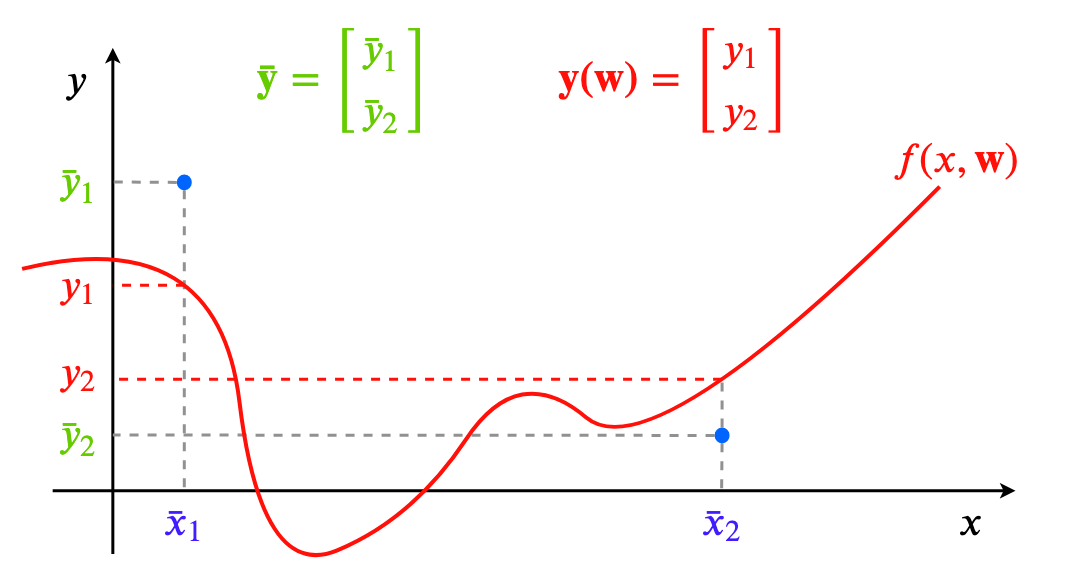 y
ȳ = [ ȳ₁ ȳ₂ ]
y(w) = [ y₁ y₂ ]
f(x, w)
ȳ₁
y₁
y₂
ȳ₂
x̄₁
x̄₂
x